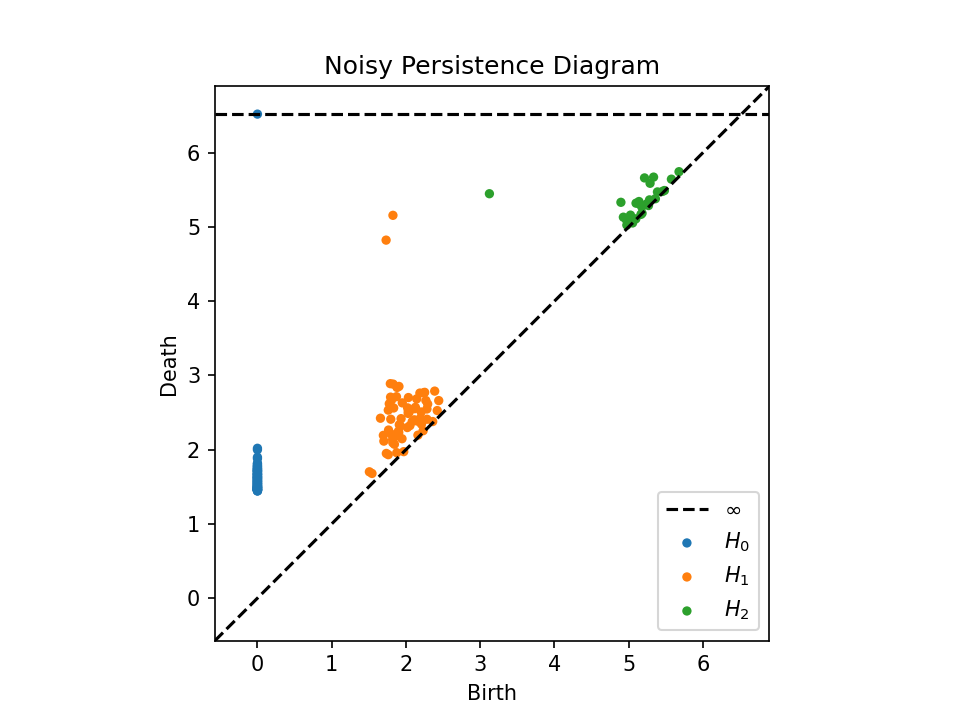 Noisy Persistence Diagram
Death
6
5
4
3
2
1
0
0 1 2 3 4 5 6
Birth
∞
H₀
H₁
H₂